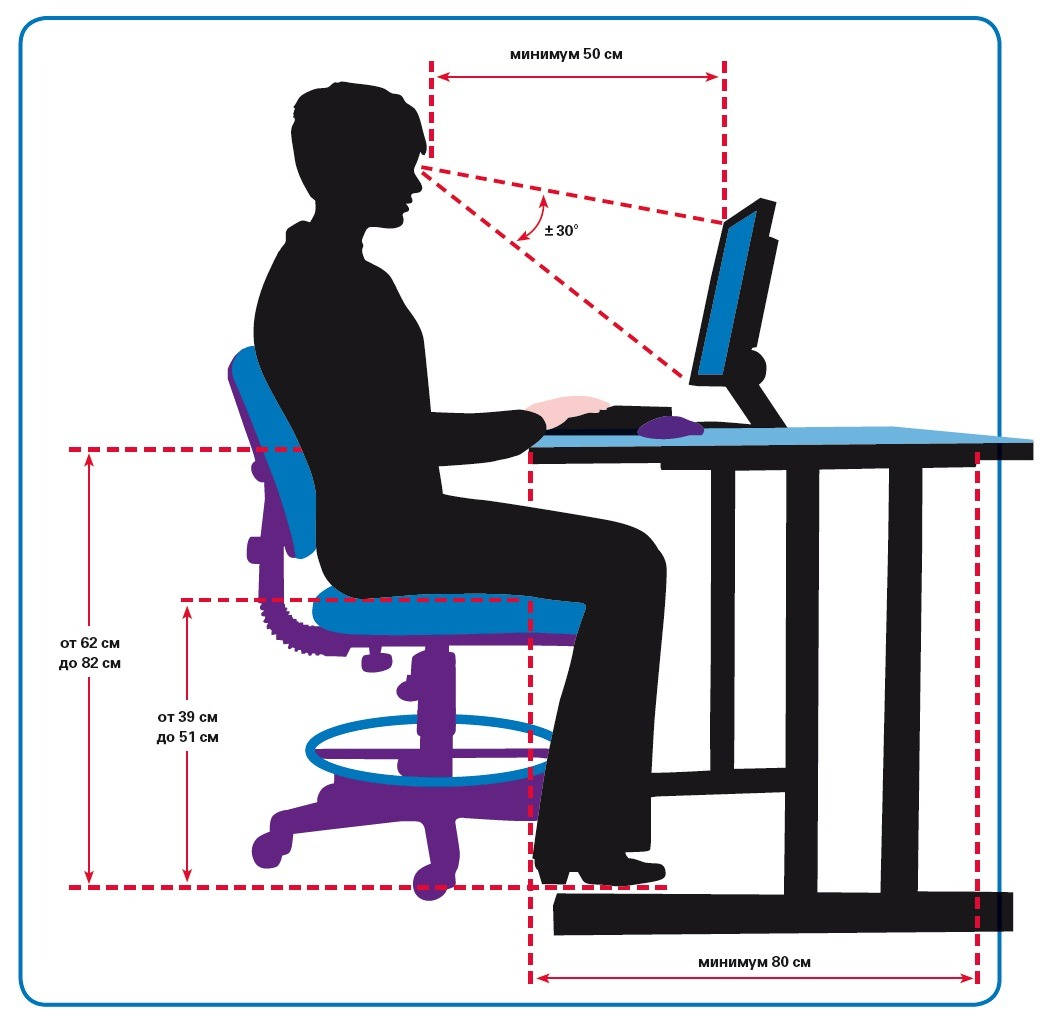 минимум 50 см
± 30°
от 62 см
до 82 см
от 39 см
до 51 см
минимум 80 см